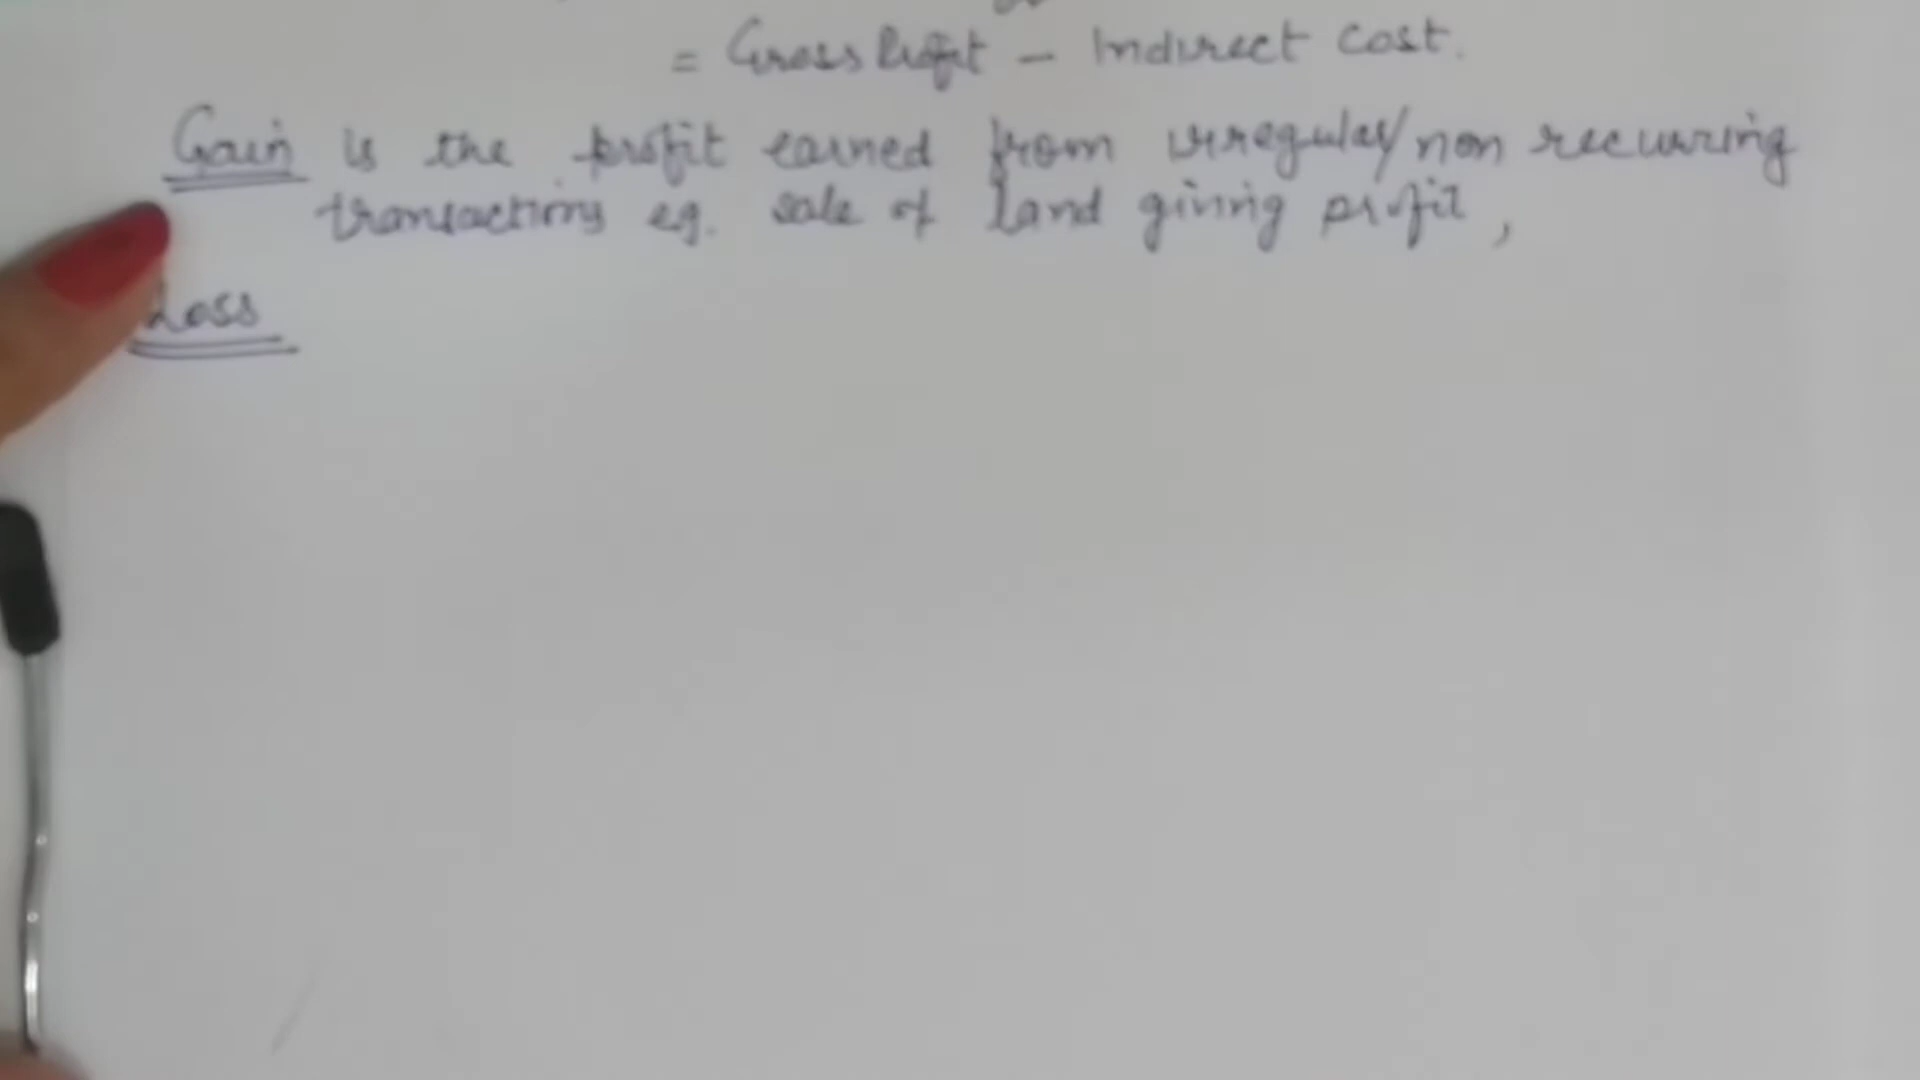 = Gross Profit - Indirect cost.
Gain is the profit earned from irregular/non recurring
transactions eg. sale of land giving profit,
Loss